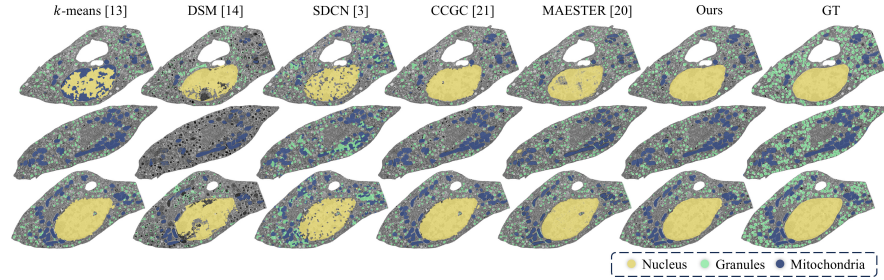 k-means [13] DSM [14] SDCN [3] CCGC [21] MAESTER [20] Ours GT
Nucleus Granules Mitochondria